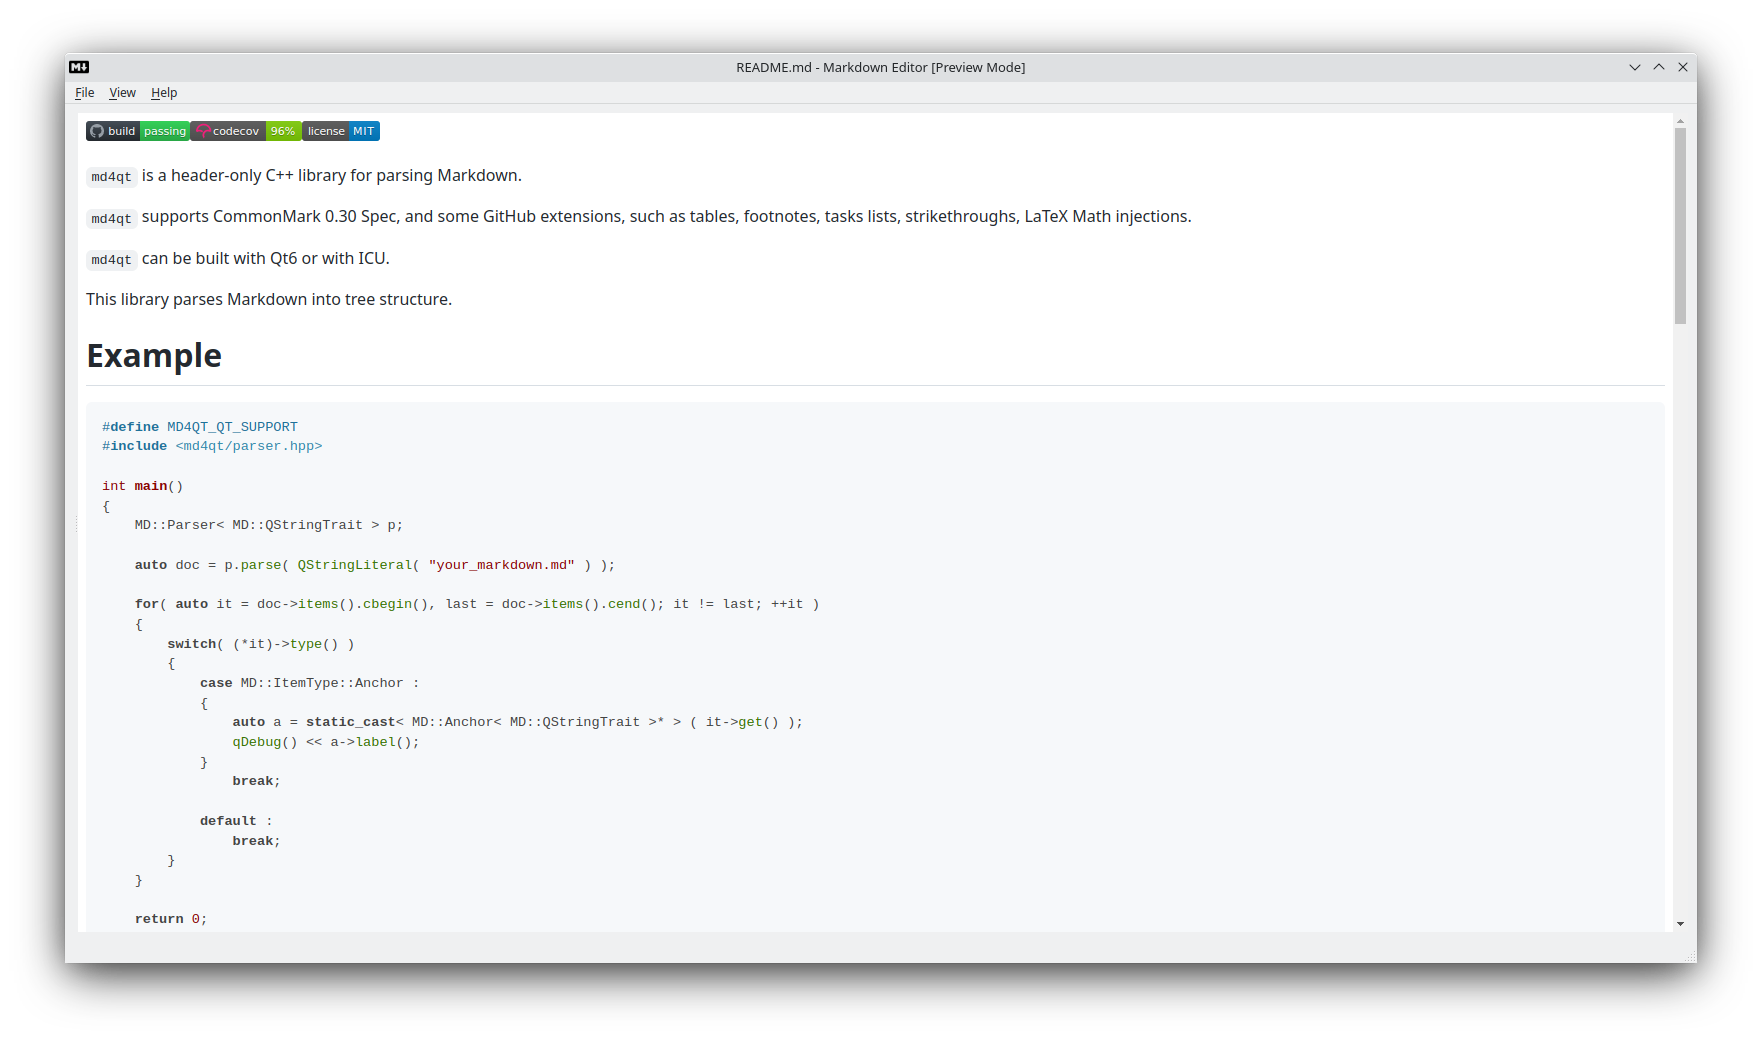 README.md - Markdown Editor [Preview Mode]
File View Help
build passing codecov 96% license MIT
md4qt is a header-only C++ library for parsing Markdown.
md4qt supports CommonMark 0.30 Spec, and some GitHub extensions, such as tables, footnotes, tasks lists, strikethroughs, LaTeX Math injections.
md4qt can be built with Qt6 or with ICU.
This library parses Markdown into tree structure.
Example
#define MD4QT_QT_SUPPORT
#include <md4qt/parser.hpp>
int main()
{
    MD::Parser< MD::QStringTrait > p;
    auto doc = p.parse( QStringLiteral( "your_markdown.md" ) );
    for( auto it = doc->items().cbegin(), last = doc->items().cend(); it != last; ++it )
    {
        switch( (*it)->type() )
        {
            case MD::ItemType::Anchor :
            {
                auto a = static_cast< MD::Anchor< MD::QStringTrait >* > ( it->get() );
                qDebug() << a->label();
            }
                break;
            default :
                break;
        }
    }
    return 0;